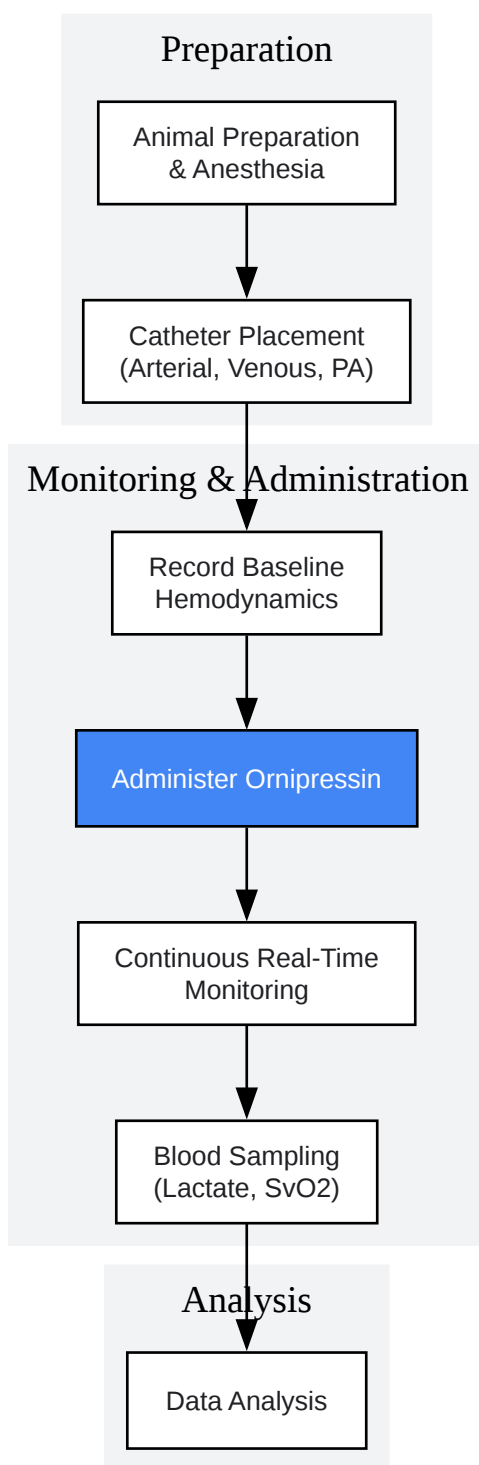 Preparation
Animal Preparation
& Anesthesia
Catheter Placement
(Arterial, Venous, PA)
Monitoring & Administration
Record Baseline
Hemodynamics
Administer Ornipressin
Continuous Real-Time
Monitoring
Blood Sampling
(Lactate, SvO2)
Analysis
Data Analysis